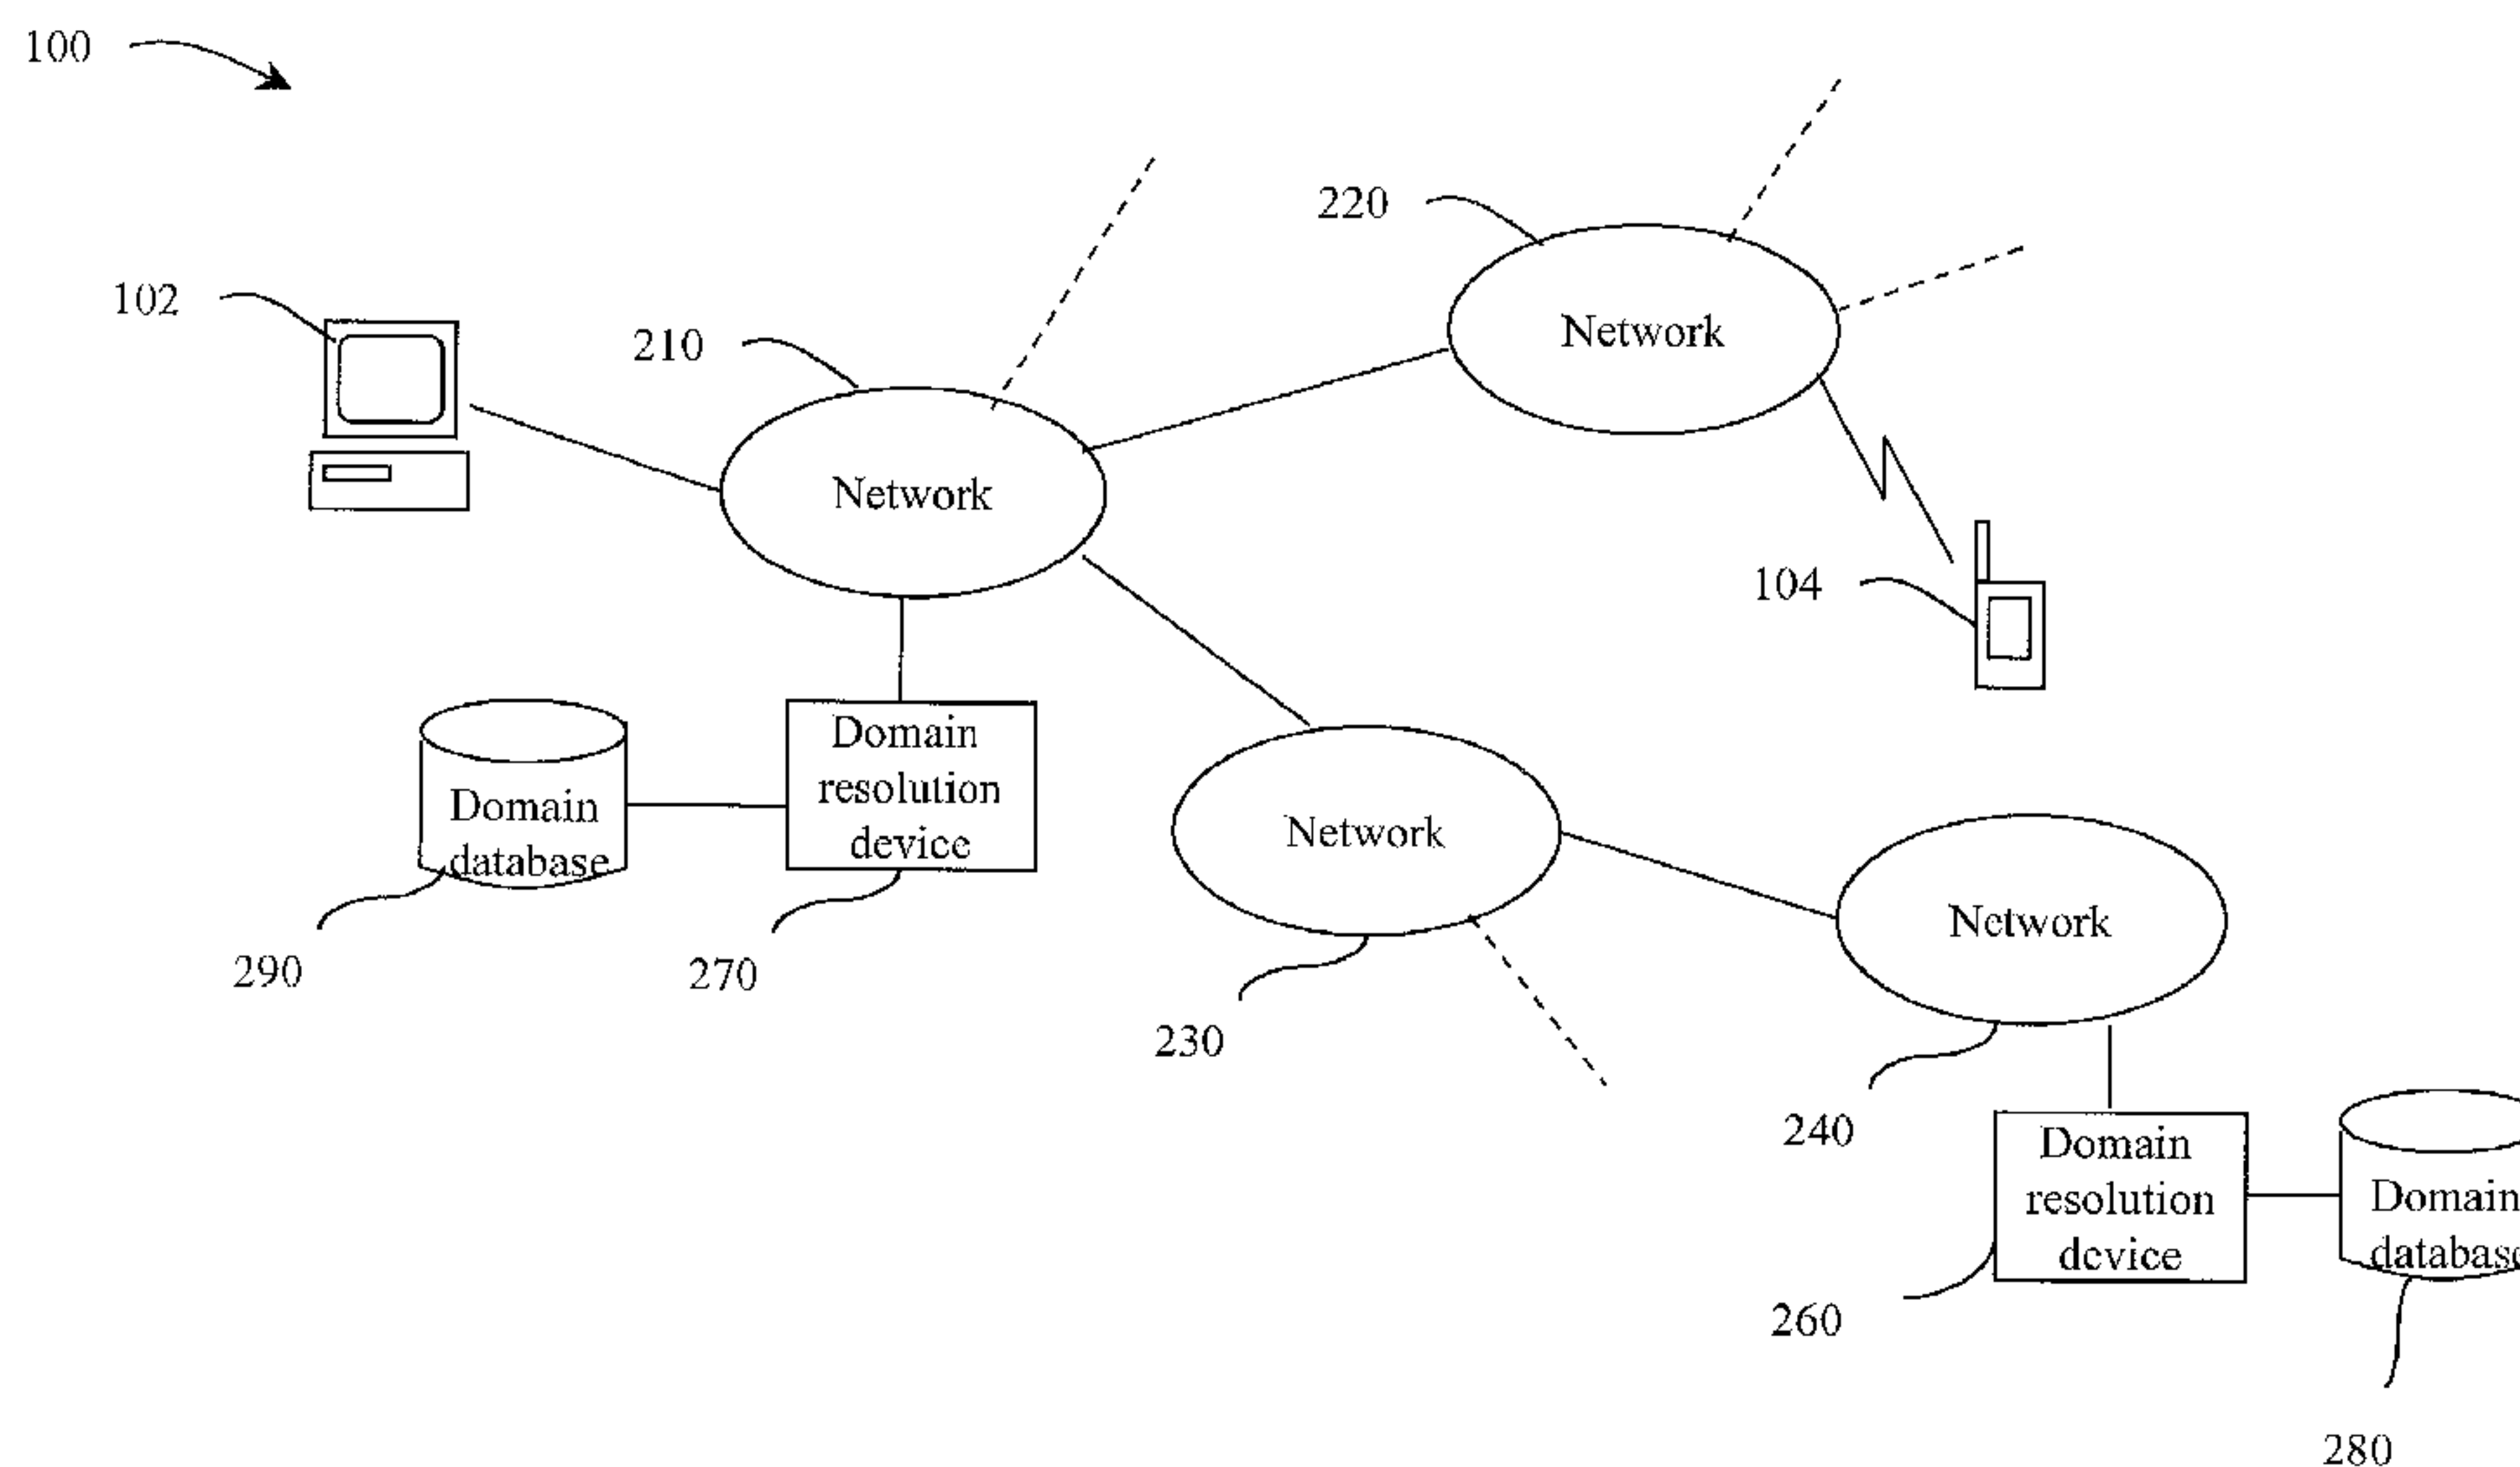 100
220
102
210
Network
Network
104
Domain
resolution
device
Domain
database
Network
Network
290
270
230
240
Domain
resolution
device
Domain
database
260
280